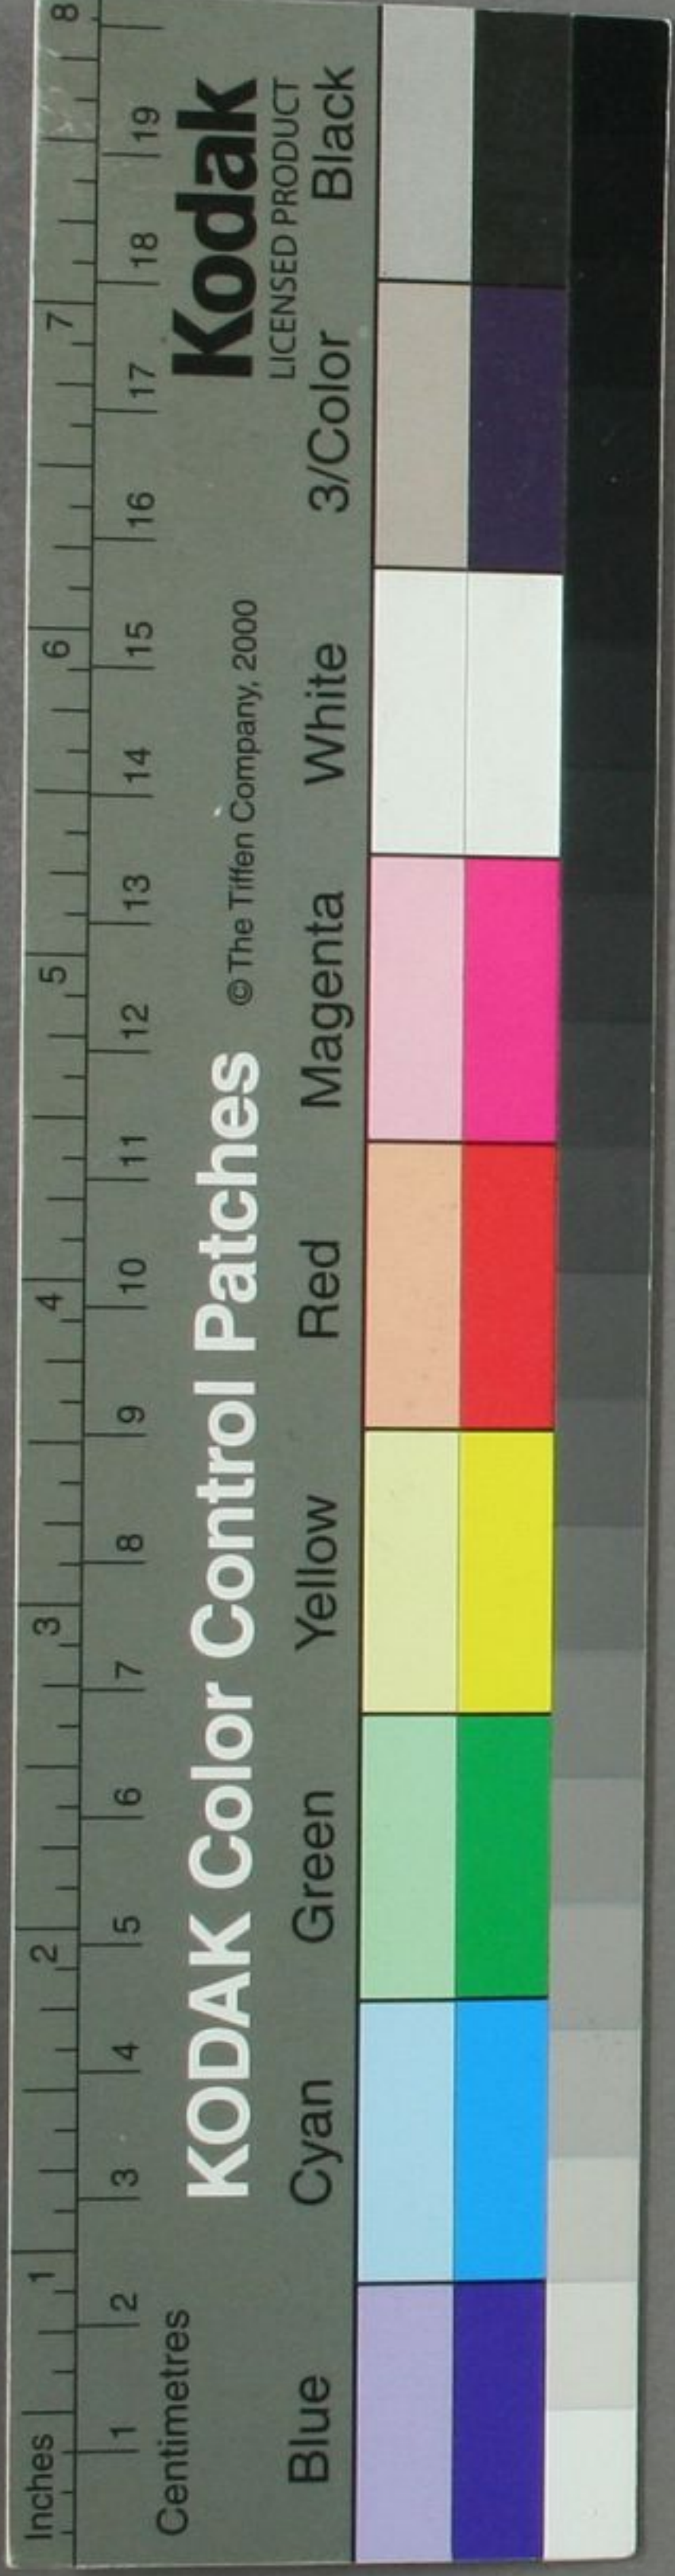 Inches 1 2 3 4 5 6 7 8
1 2 3 4 5 6 7 8 9 10 11 12 13 14 15 16 17 18 19
Centimetres
KODAK Color Control Patches © The Tiffen Company, 2000 Kodak
LICENSED PRODUCT
Blue Cyan Green Yellow Red Magenta White 3/Color Black